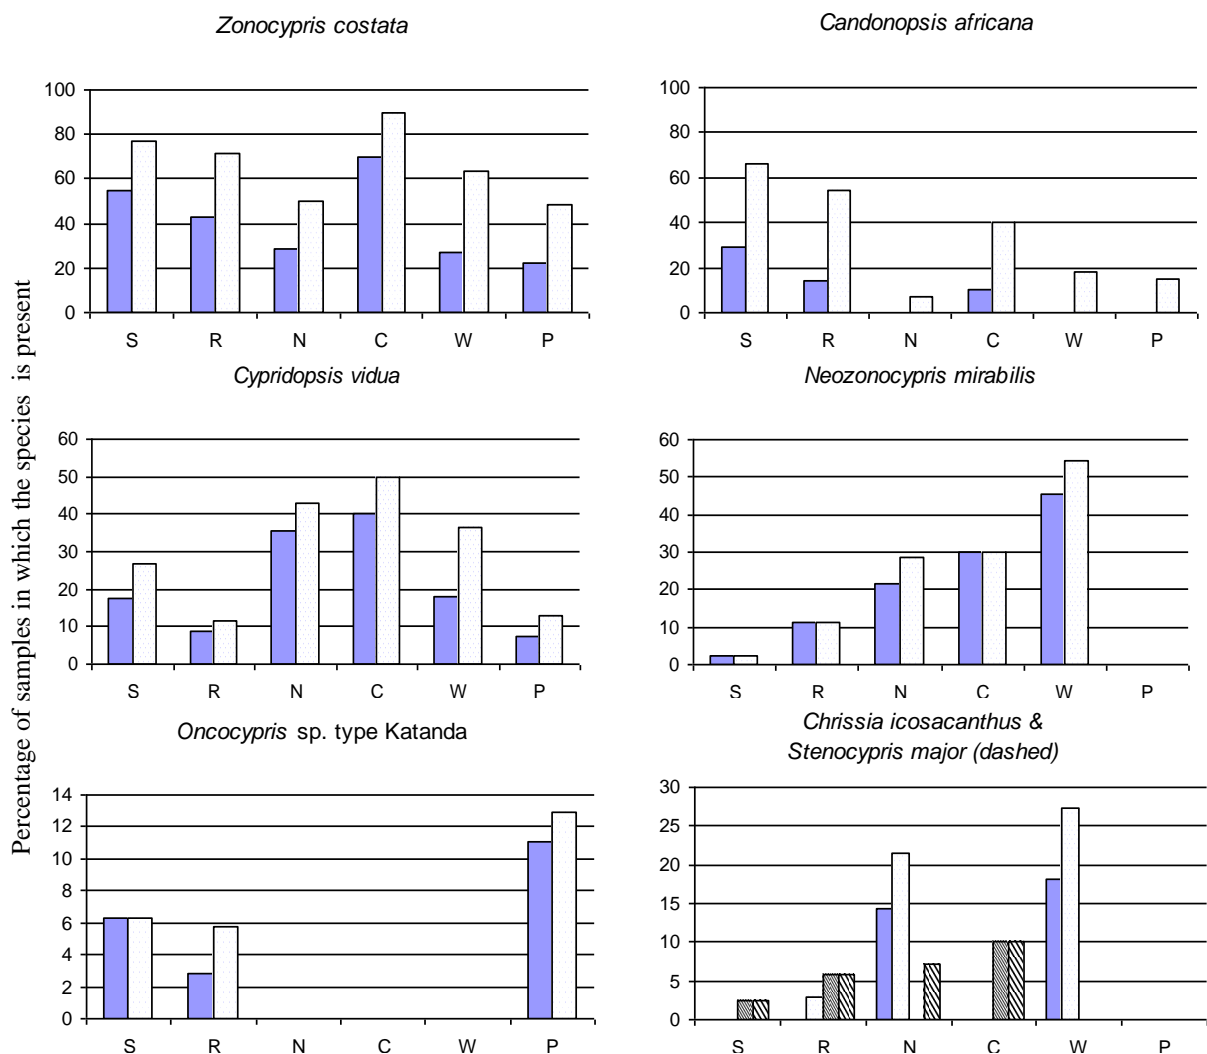 Zonocypris costata
Candonopsis africana
Percentage of samples in which the species is present
100
80
60
40
20
0
S R N C W P
100
80
60
40
20
0
S R N C W P
Cypridopsis vidua
Neozonocypris mirabilis
60
50
40
30
20
10
0
S R N C W P
60
50
40
30
20
10
0
S R N C W P
Oncocypris sp. type Katanda
Chrissia icosacanthus &
Stenocypris major (dashed)
14
12
10
8
6
4
2
0
S R N C W P
30
25
20
15
10
5
0
S R N C W P